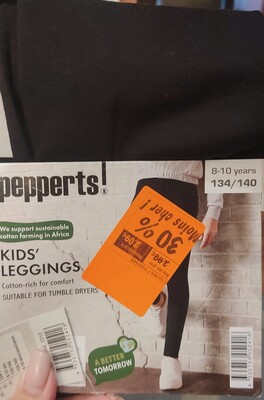 pepperts!®
8-10 years
134/140
We support sustainable
cotton farming in Africa
KIDS'
LEGGINGS
Cotton-rich for comfort
SUITABLE FOR TUMBLE DRYERS
30%
Moins cher !
A BETTER
TOMORROW